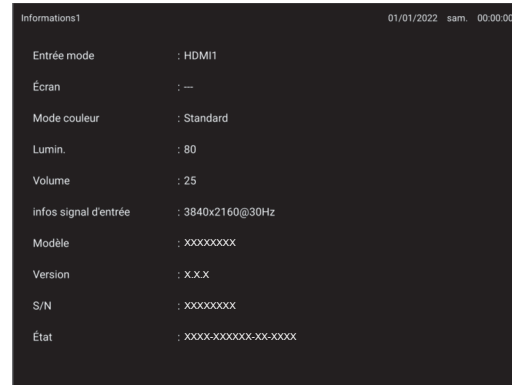 Informations1 01/01/2022 sam. 00:00:00
Entrée mode : HDMI1
Écran : ---
Mode couleur : Standard
Lumin. : 80
Volume : 25
infos signal d'entrée : 3840x2160@30Hz
Modèle : XXXXXXXX
Version : X.X.X
S/N : XXXXXXXX
État : XXXX-XXXXXX-XX-XXXX